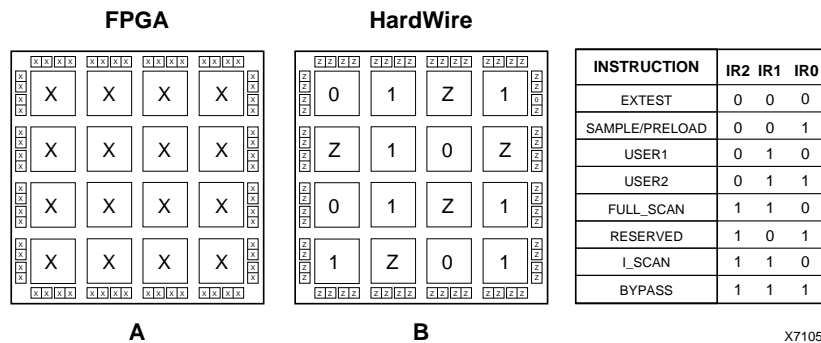 FPGA
X X X X X X X X X X X X X X X X
X X X X
X X X X
X X X X
X X X X
X X X X
X X X X
X X X X
X X X X
X X X X
X X X X
X X X X
X X X X
X X X X X X X X X X X X X X X X
A
HardWire
Z Z Z Z Z Z Z Z Z Z Z Z Z Z Z Z
Z Z Z Z
0 1 Z 1
Z Z 0 Z
Z Z Z Z
Z 1 0 Z
Z Z Z Z
Z Z Z Z
0 1 Z 1
Z Z Z Z
Z Z Z Z
1 Z 0 1
Z Z Z Z
Z Z Z Z Z Z Z Z Z Z Z Z Z Z Z Z
B
INSTRUCTION IR2 IR1 IR0
EXTEST 0 0 0
SAMPLE/PRELOAD 0 0 1
USER1 0 1 0
USER2 0 1 1
FULL_SCAN 1 1 0
RESERVED 1 0 1
I_SCAN 1 1 0
BYPASS 1 1 1
X7105